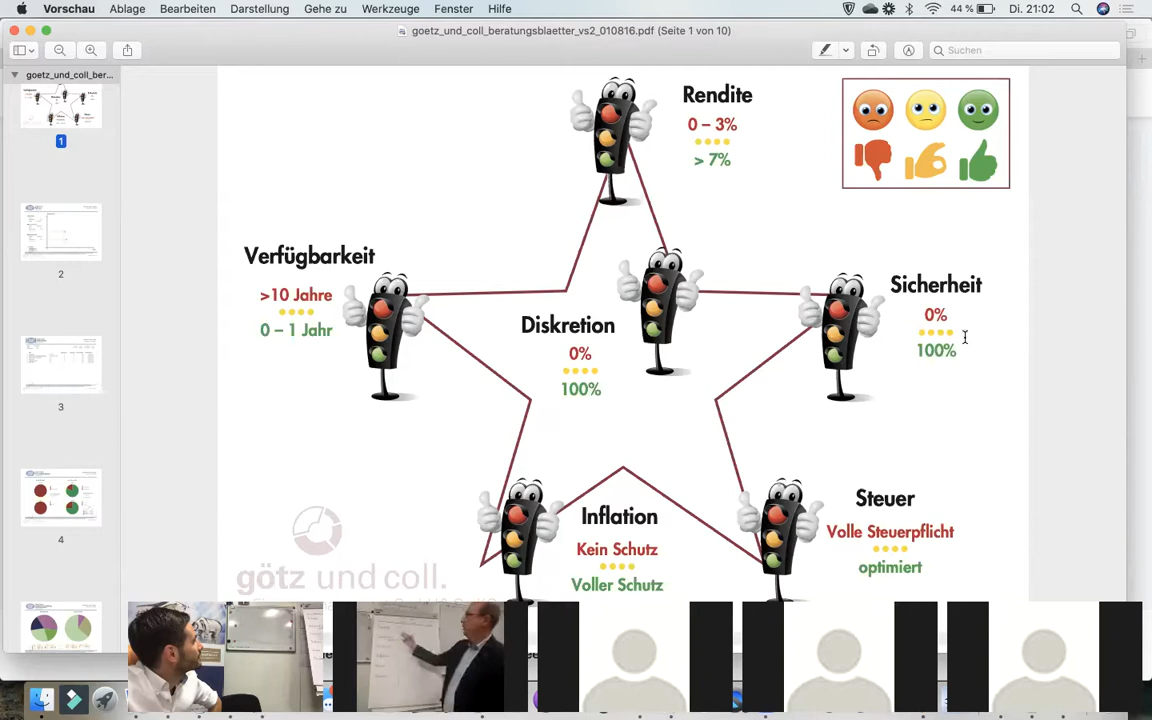 Vorschau Ablage Bearbeiten Darstellung Gehe zu Werkzeuge Fenster Hilfe 44 % Di. 21:02
goetz_und_coll_beratungsblaetter_vs2_010816.pdf (Seite 1 von 10)
Suchen
goetz_und_coll_ber...
1
2
3
4
Rendite
0 – 3%
> 7%
Verfügbarkeit
>10 Jahre
0 – 1 Jahr
Diskretion
0%
100%
Sicherheit
0%
100%
Inflation
Kein Schutz
Voller Schutz
Steuer
Volle Steuerpflicht
optimiert
götz und coll.